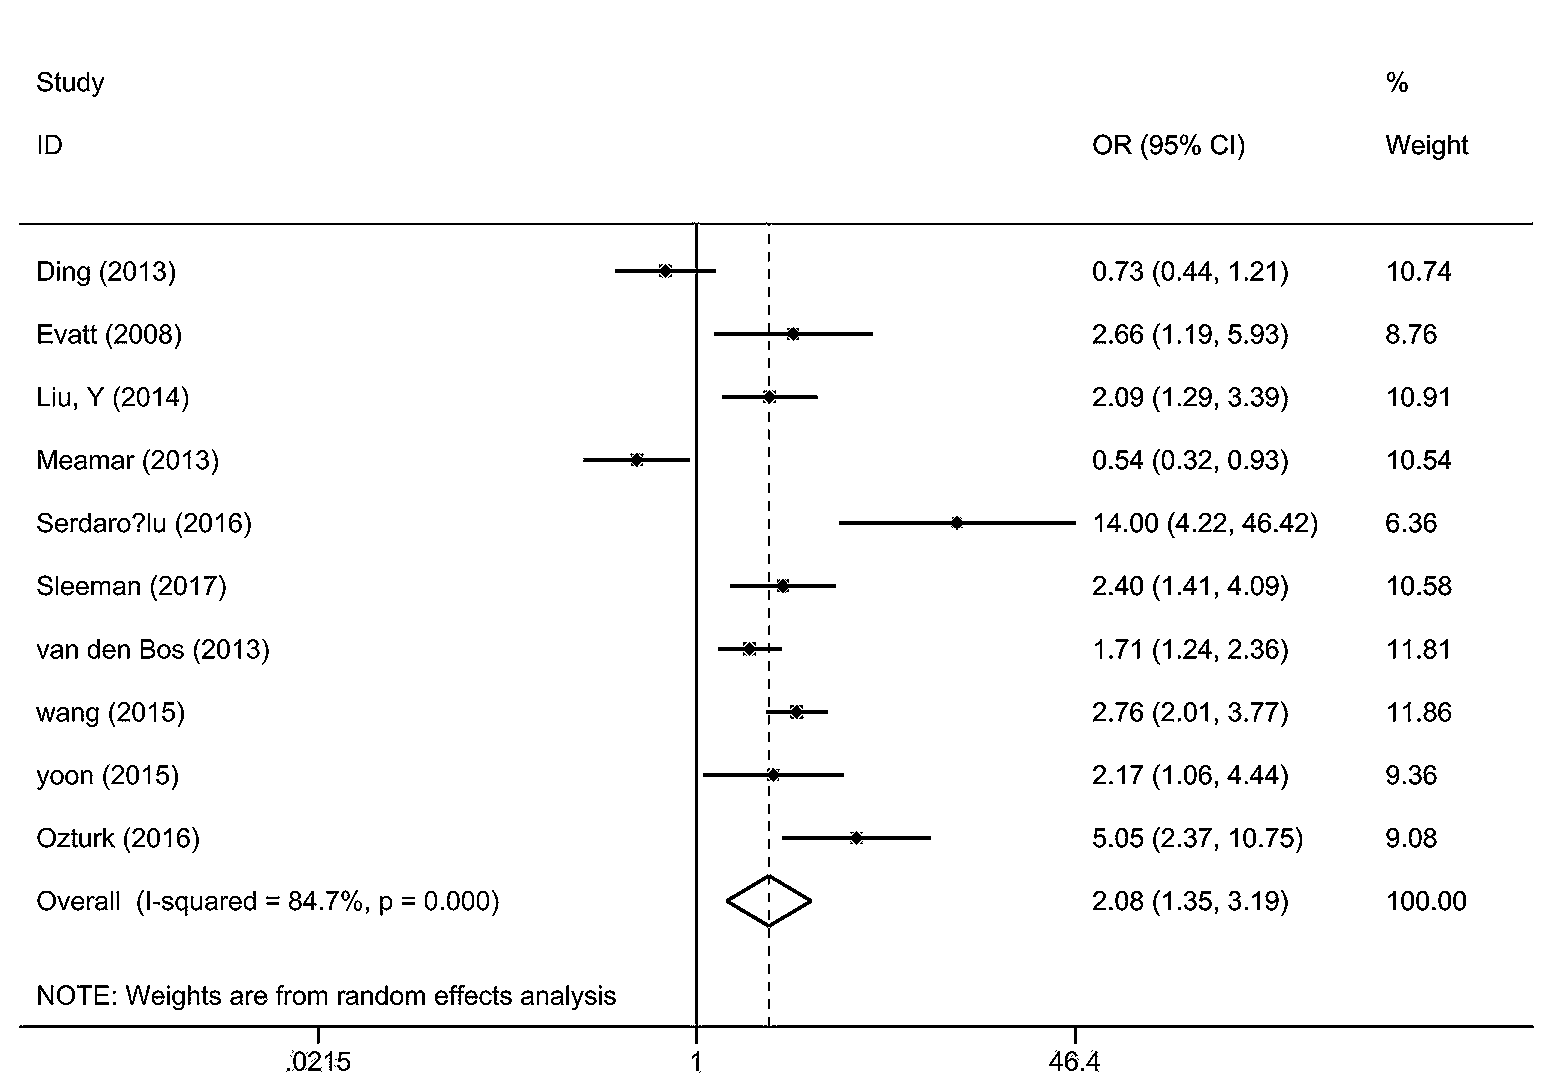 Study %
ID OR (95% CI) Weight
Ding (2013) 0.73 (0.44, 1.21) 10.74
Evatt (2008) 2.66 (1.19, 5.93) 8.76
Liu, Y (2014) 2.09 (1.29, 3.39) 10.91
Meamar (2013) 0.54 (0.32, 0.93) 10.54
Serdaro?lu (2016) 14.00 (4.22, 46.42) 6.36
Sleeman (2017) 2.40 (1.41, 4.09) 10.58
van den Bos (2013) 1.71 (1.24, 2.36) 11.81
wang (2015) 2.76 (2.01, 3.77) 11.86
yoon (2015) 2.17 (1.06, 4.44) 9.36
Ozturk (2016) 5.05 (2.37, 10.75) 9.08
Overall (I-squared = 84.7%, p = 0.000) 2.08 (1.35, 3.19) 100.00
NOTE: Weights are from random effects analysis
.0215 1 46.4